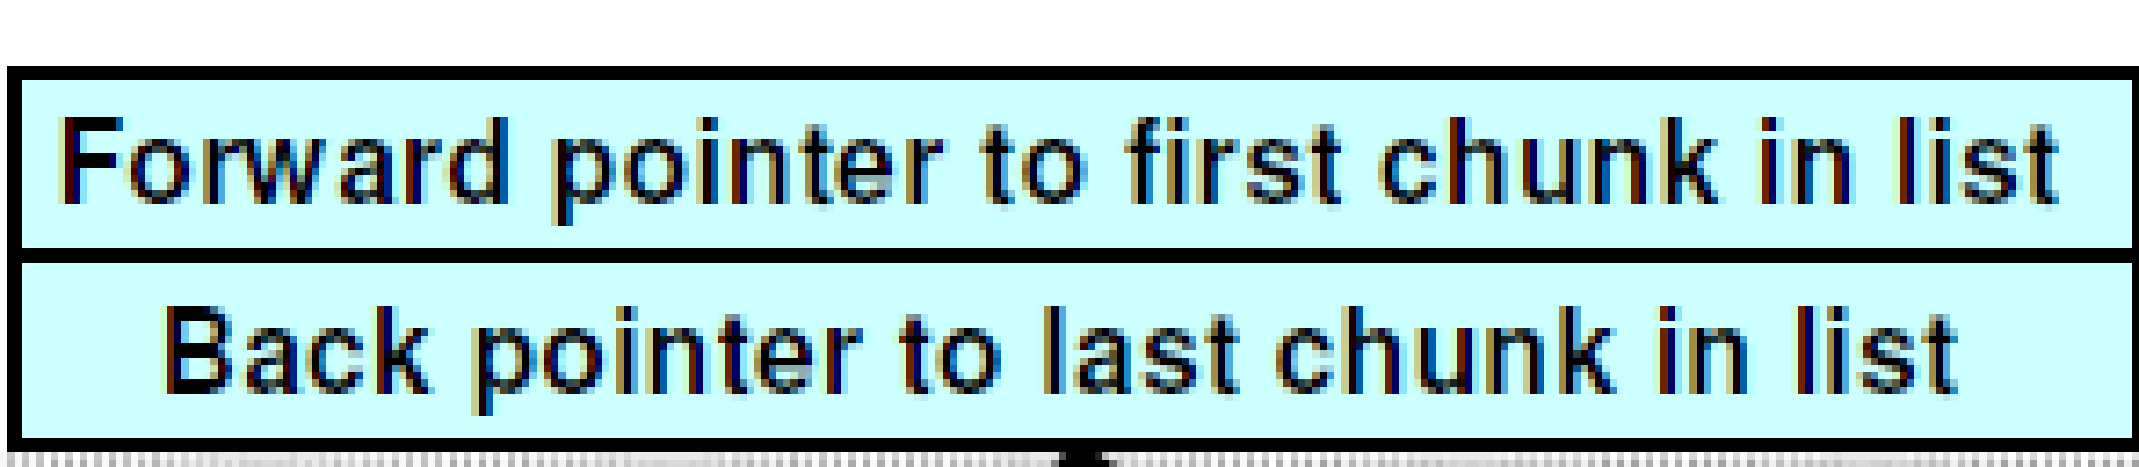 Forward pointer to first chunk in list
Back pointer to last chunk in list